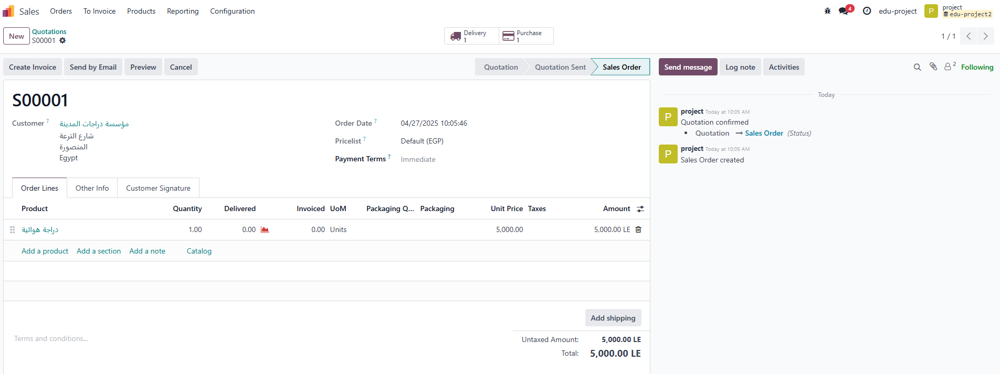 Sales Orders To Invoice Products Reporting Configuration 4 edu-project P project
edu-project2
New Quotations
S00001
Delivery
1
Purchase
1
1 / 1
Create Invoice Send by Email Preview Cancel Quotation Quotation Sent Sales Order
Send message Log note Activities 2 Following
S00001
Customer ? مؤسسة دراجات المدينة
شارع الترعة
المنصورة
Egypt
Order Date ? 04/27/2025 10:05:46
Pricelist ? Default (EGP)
Payment Terms ? Immediate
Order Lines Other Info Customer Signature
Product Quantity Delivered Invoiced UoM Packaging Q... Packaging Unit Price Taxes Amount
دراجة هوائية 1.00 0.00 0.00 Units 5,000.00 5,000.00 LE
Add a product Add a section Add a note Catalog
Add shipping
Terms and conditions...
Untaxed Amount: 5,000.00 LE
Total: 5,000.00 LE
Today
P project Today at 10:05 AM
Quotation confirmed
• Quotation → Sales Order (Status)
P project Today at 10:05 AM
Sales Order created